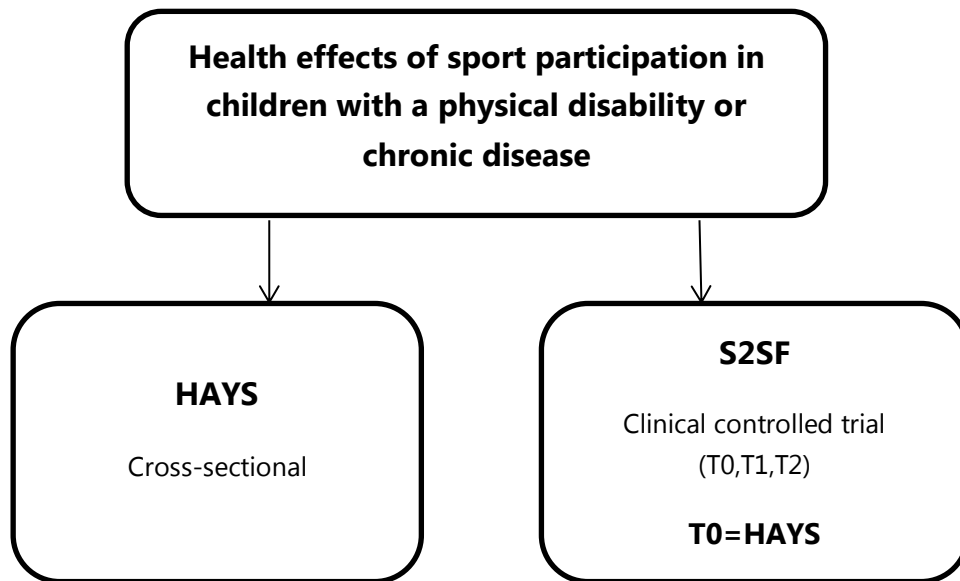 Health effects of sport participation in
children with a physical disability or
chronic disease
HAYS
Cross-sectional
S2SF
Clinical controlled trial
(T0,T1,T2)
T0=HAYS